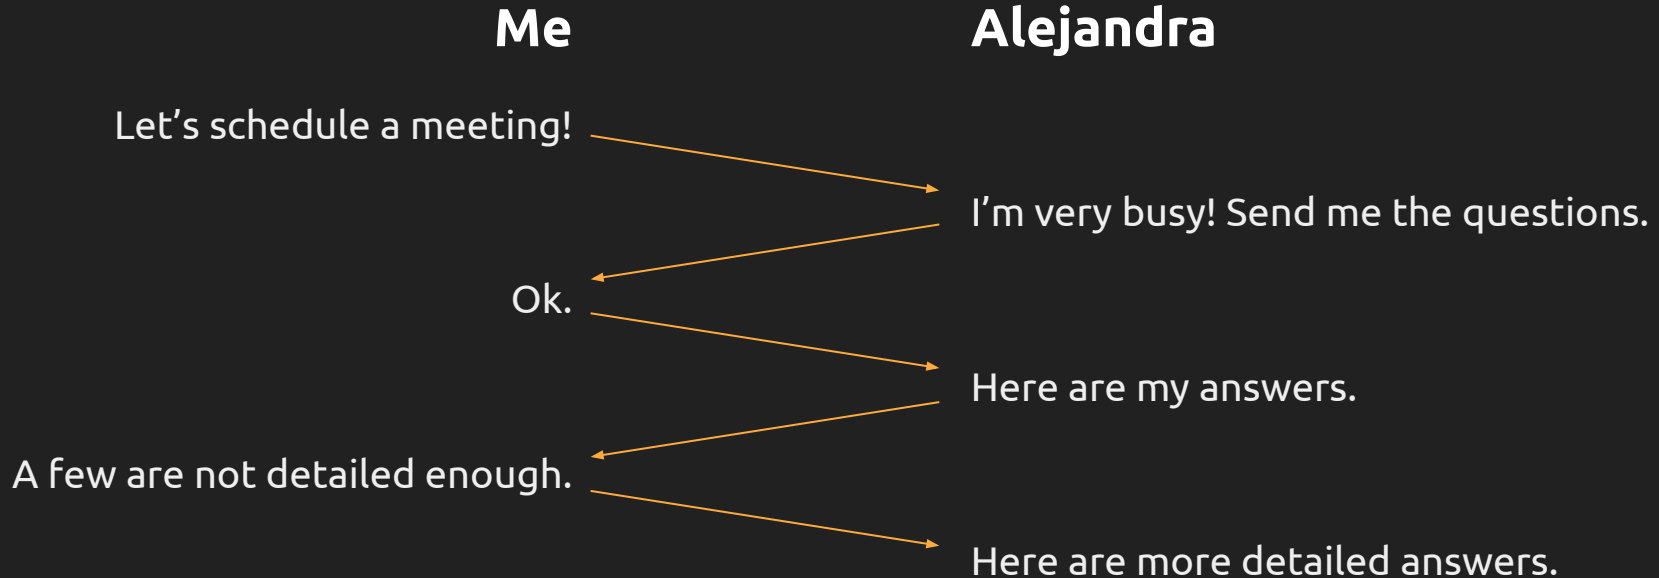 Me
Alejandra
Let’s schedule a meeting!
I’m very busy! Send me the questions.
Ok.
Here are my answers.
A few are not detailed enough.
Here are more detailed answers.